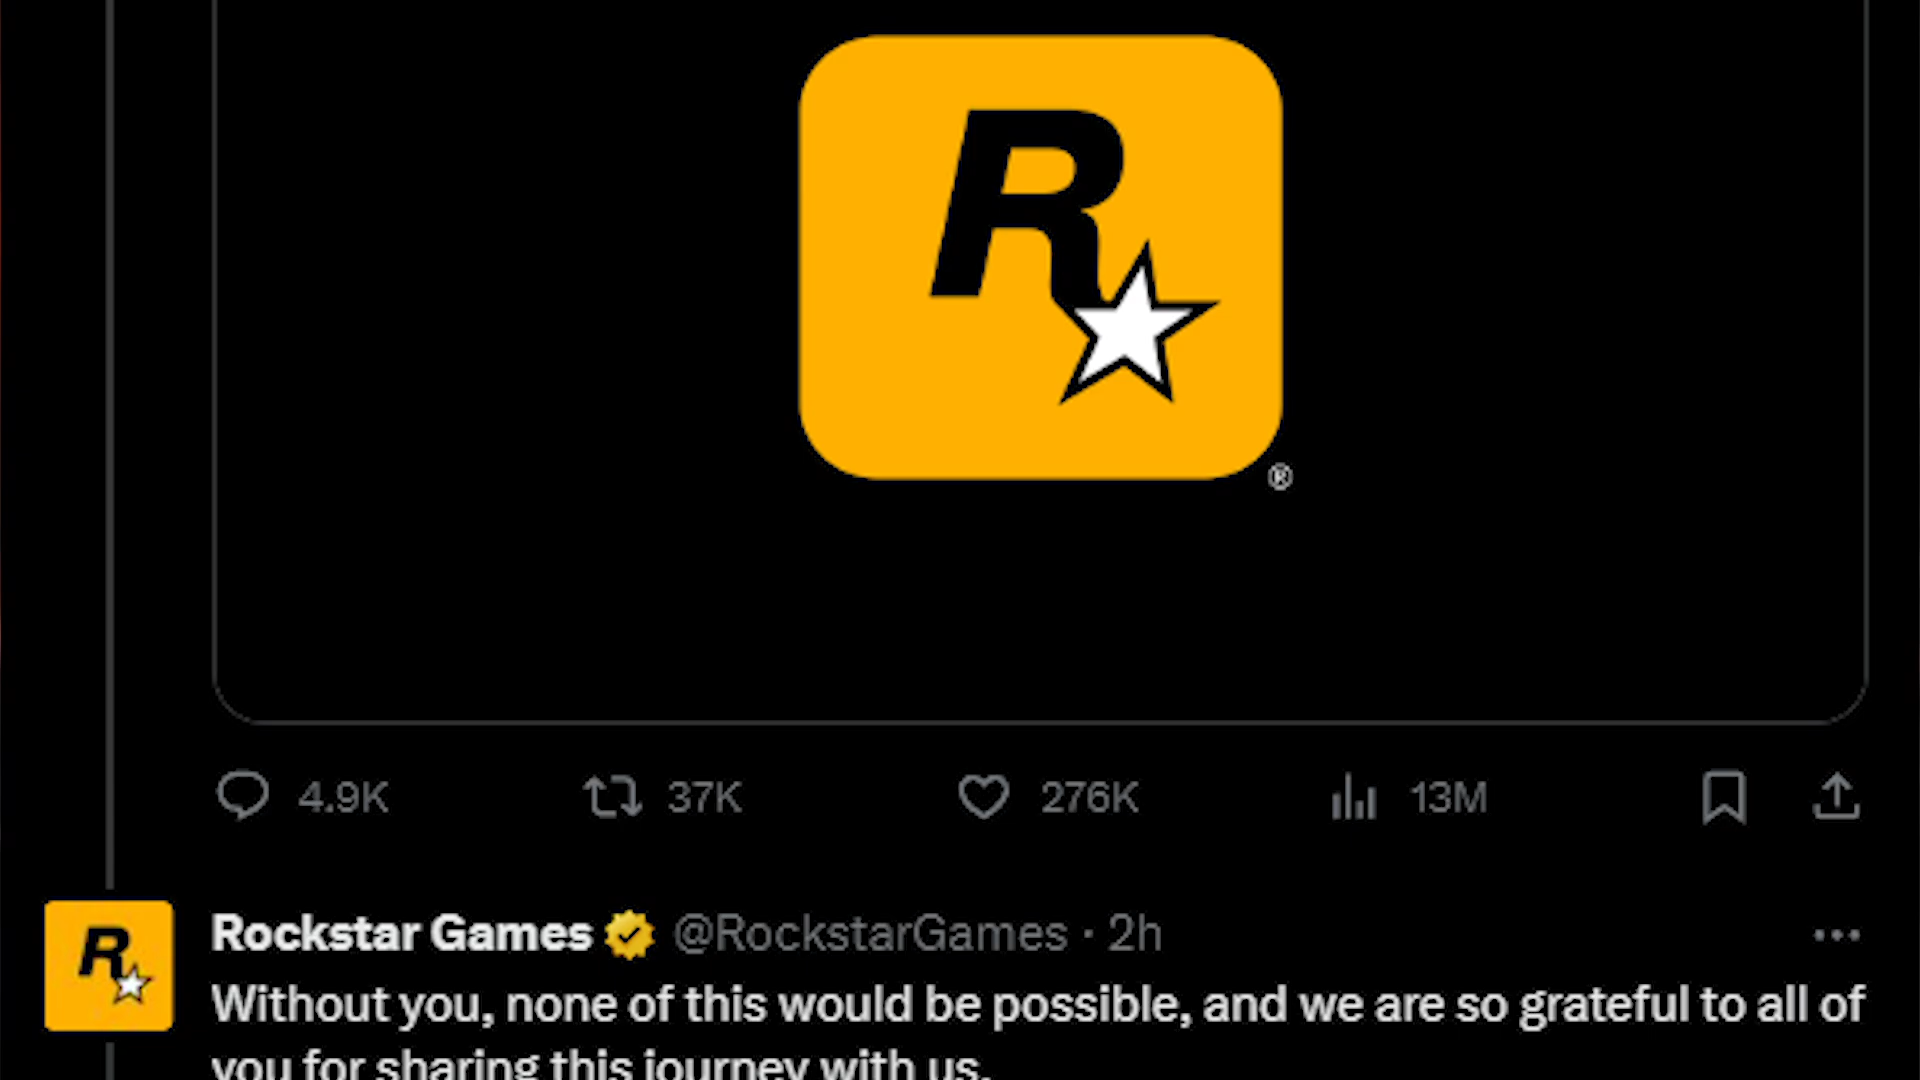 R
®
4.9K 37K 276K 13M
Rockstar Games @RockstarGames · 2h
R
Without you, none of this would be possible, and we are so grateful to all of
you for sharing this journey with us.